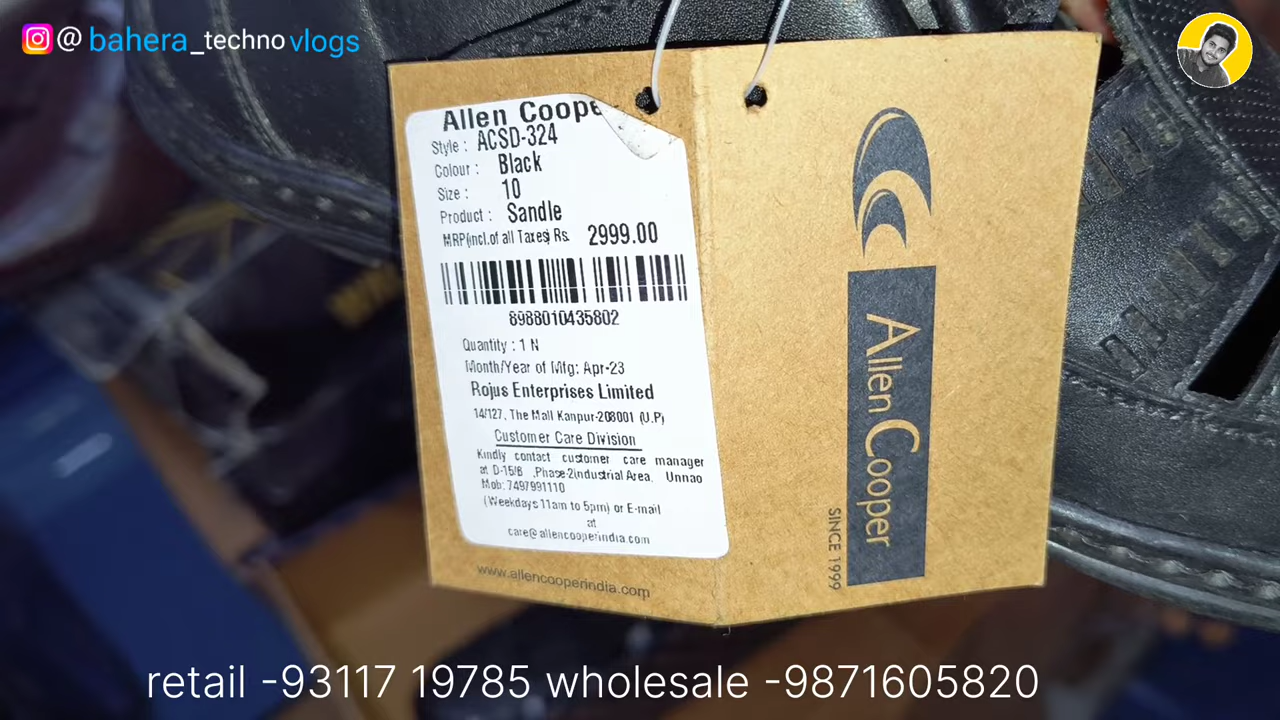 @ bahera_techno vlogs
Allen Coope
Style : ACSD-324
Colour : Black
Size : 10
Product : Sandle
MRP(incl.of all Taxes) Rs. 2999.00
8988010435802
Quantity : 1 N
Month/Year of Mfg: Apr-23
Rojus Enterprises Limited
14/127, The Mall Kanpur-208001 (U.P)
Customer Care Division
Kindly contact customer care manager
at D-15/8 ,Phase-2industrial Area, Unnao
Mob: 7497991110
(Weekdays 11am to 5pm) or E-mail
at
care@allencooperindia.com
www.allencooperindia.com
Allen Cooper
SINCE 1999
retail -93117 19785 wholesale -9871605820